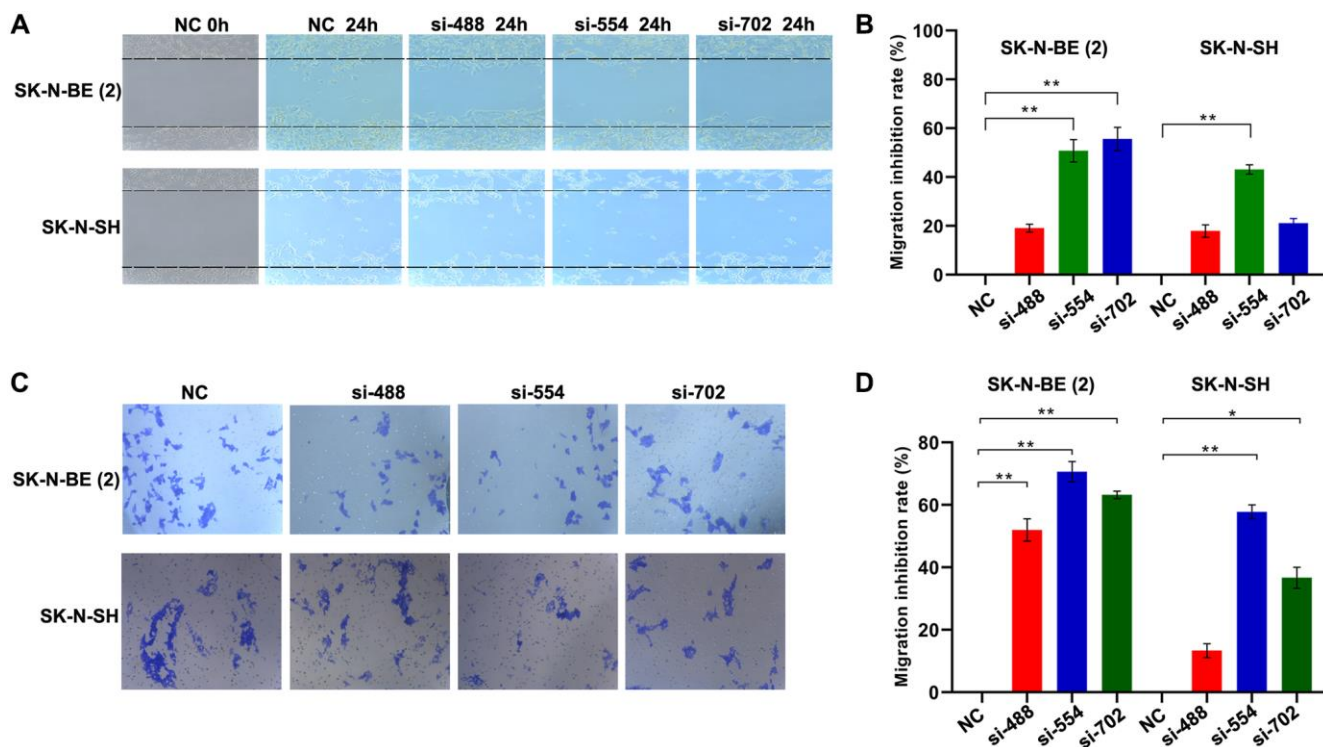 A
NC 0h NC 24h si-488 24h si-554 24h si-702 24h
SK-N-BE (2)
SK-N-SH
B
SK-N-BE (2) SK-N-SH
Migration inhibition rate (%)
100
80
60
40
20
0
** ** **
NC si-488 si-554 si-702 NC si-488 si-554 si-702
C
NC si-488 si-554 si-702
SK-N-BE (2)
SK-N-SH
D
SK-N-BE (2) SK-N-SH
Migration inhibition rate (%)
80
60
40
20
0
** ** ** * **
NC si-488 si-554 si-702 NC si-488 si-554 si-702